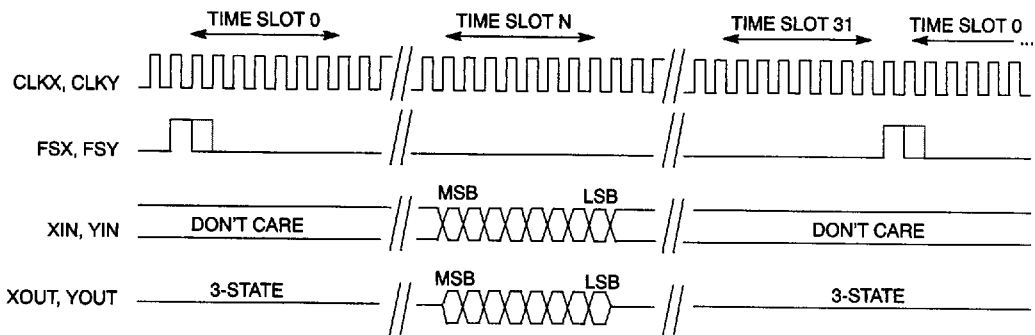 TIME SLOT 0 TIME SLOT N TIME SLOT 31 TIME SLOT 0 ...
CLKX, CLKY
FSX, FSY
MSB LSB
XIN, YIN DON'T CARE DON'T CARE
MSB LSB
XOUT, YOUT 3-STATE 3-STATE